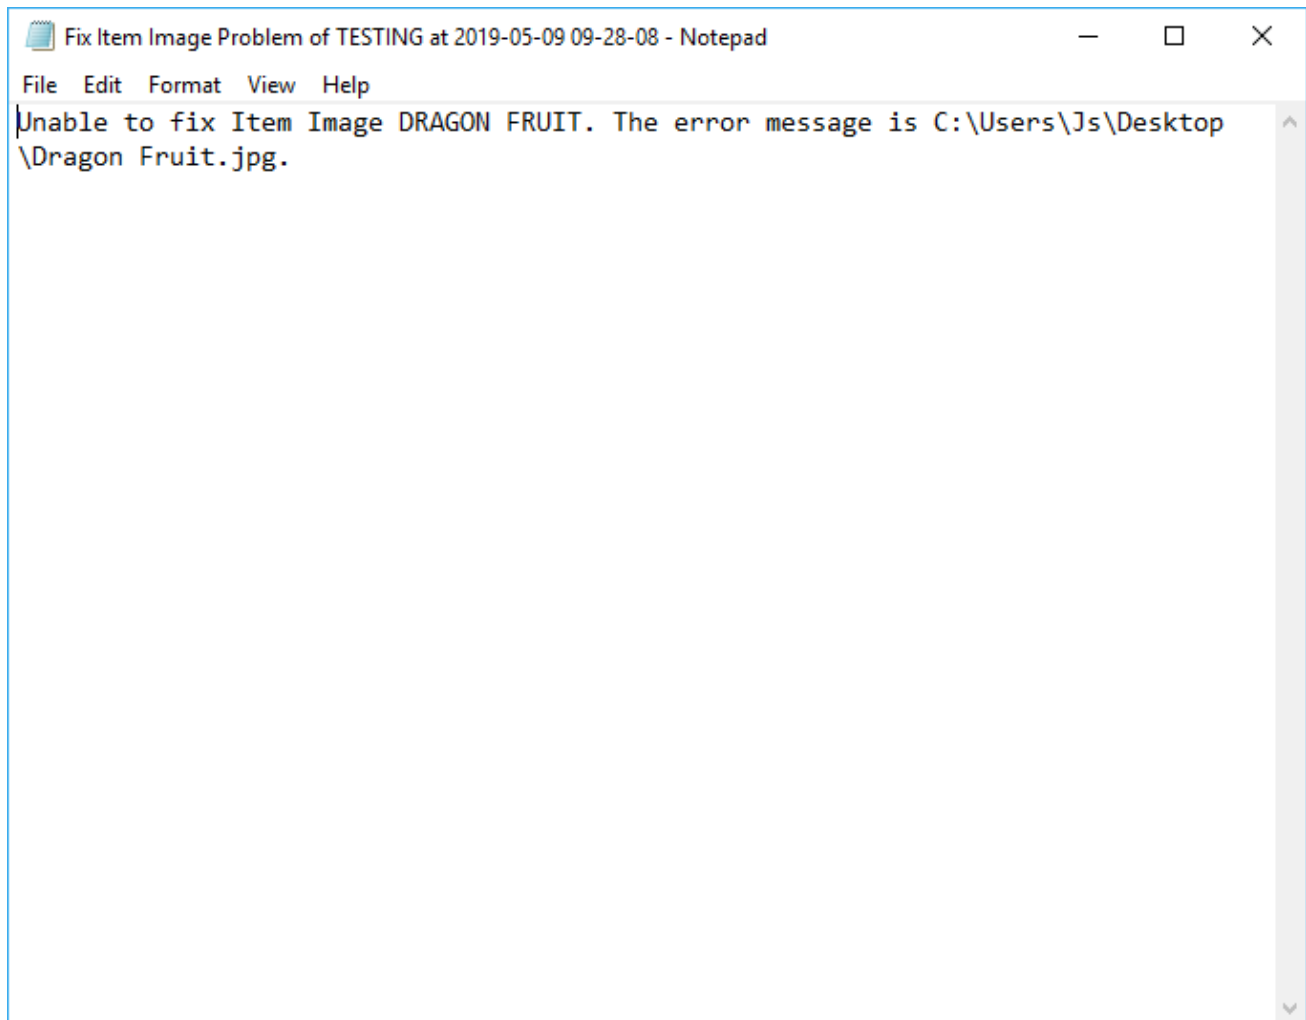 Fix Item Image Problem of TESTING at 2019-05-09 09-28-08 - Notepad
File Edit Format View Help
Unable to fix Item Image DRAGON FRUIT. The error message is C:\Users\Js\Desktop
\Dragon Fruit.jpg.